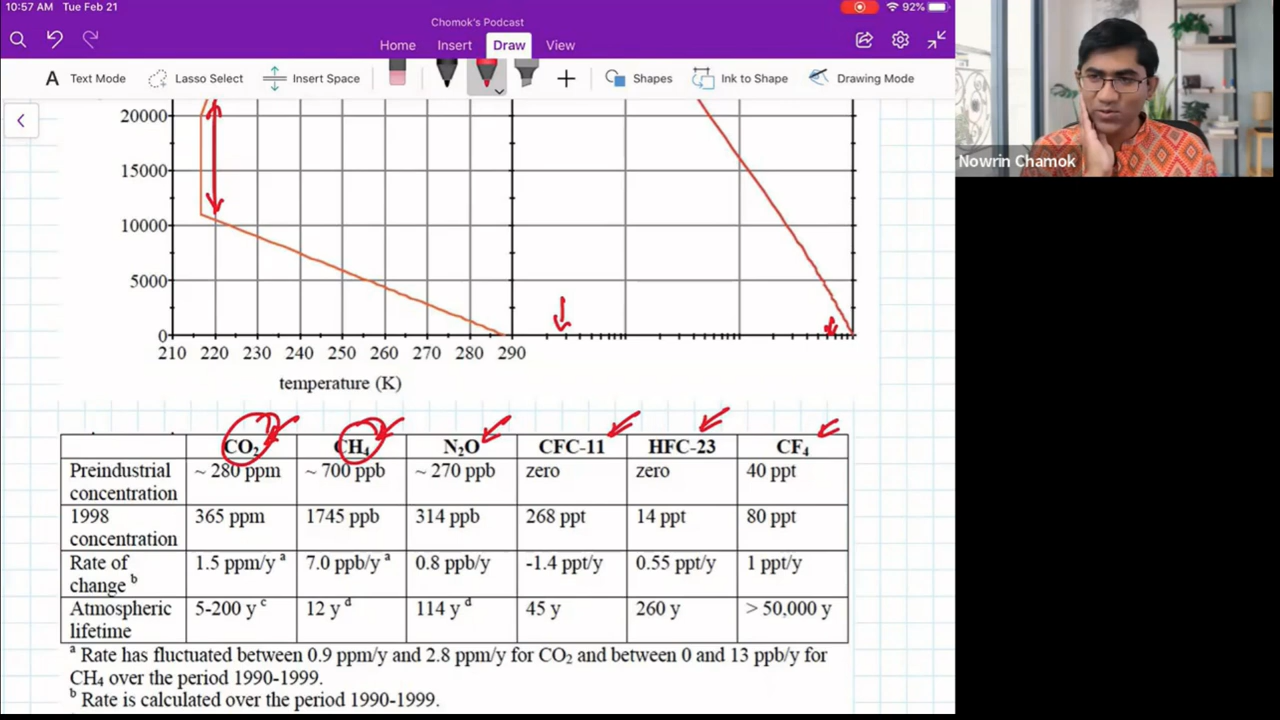 10:57 AM Tue Feb 21
92%
Chomok's Podcast
Home Insert Draw View
Text Mode Lasso Select Insert Space Shapes Ink to Shape Drawing Mode
Nowrin Chamok
20000
15000
10000
5000
0
210 220 230 240 250 260 270 280 290
temperature (K)
CO₂ CH₄ N₂O CFC-11 HFC-23 CF₄
Preindustrial concentration ~ 280 ppm ~ 700 ppb ~ 270 ppb zero zero 40 ppt
1998 concentration 365 ppm 1745 ppb 314 ppb 268 ppt 14 ppt 80 ppt
Rate of change ᵇ 1.5 ppm/y ᵃ 7.0 ppb/y ᵃ 0.8 ppb/y -1.4 ppt/y 0.55 ppt/y 1 ppt/y
Atmospheric lifetime 5-200 y ᶜ 12 y ᵈ 114 y ᵈ 45 y 260 y > 50,000 y
ᵃ Rate has fluctuated between 0.9 ppm/y and 2.8 ppm/y for CO₂ and between 0 and 13 ppb/y for
CH₄ over the period 1990-1999.
ᵇ Rate is calculated over the period 1990-1999.